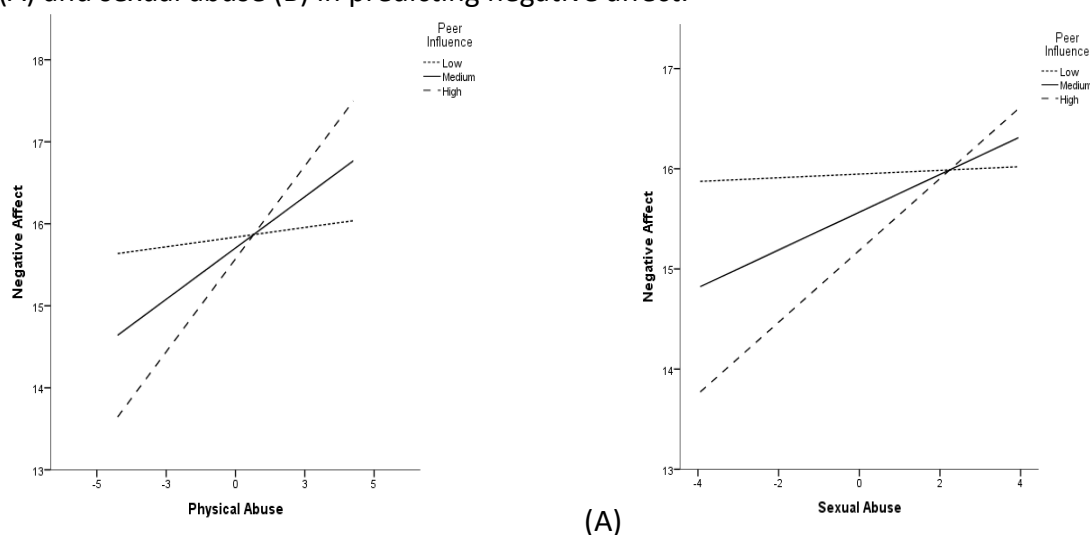 (A) and sexual abuse (B) in predicting negative affect.
Peer
Influence
Low
Medium
High
18
17
16
15
14
13
Negative Affect
-5
-3
0
3
5
Physical Abuse
(A)
Peer
Influence
Low
Medium
High
17
16
15
14
13
Negative Affect
-4
-2
0
2
4
Sexual Abuse